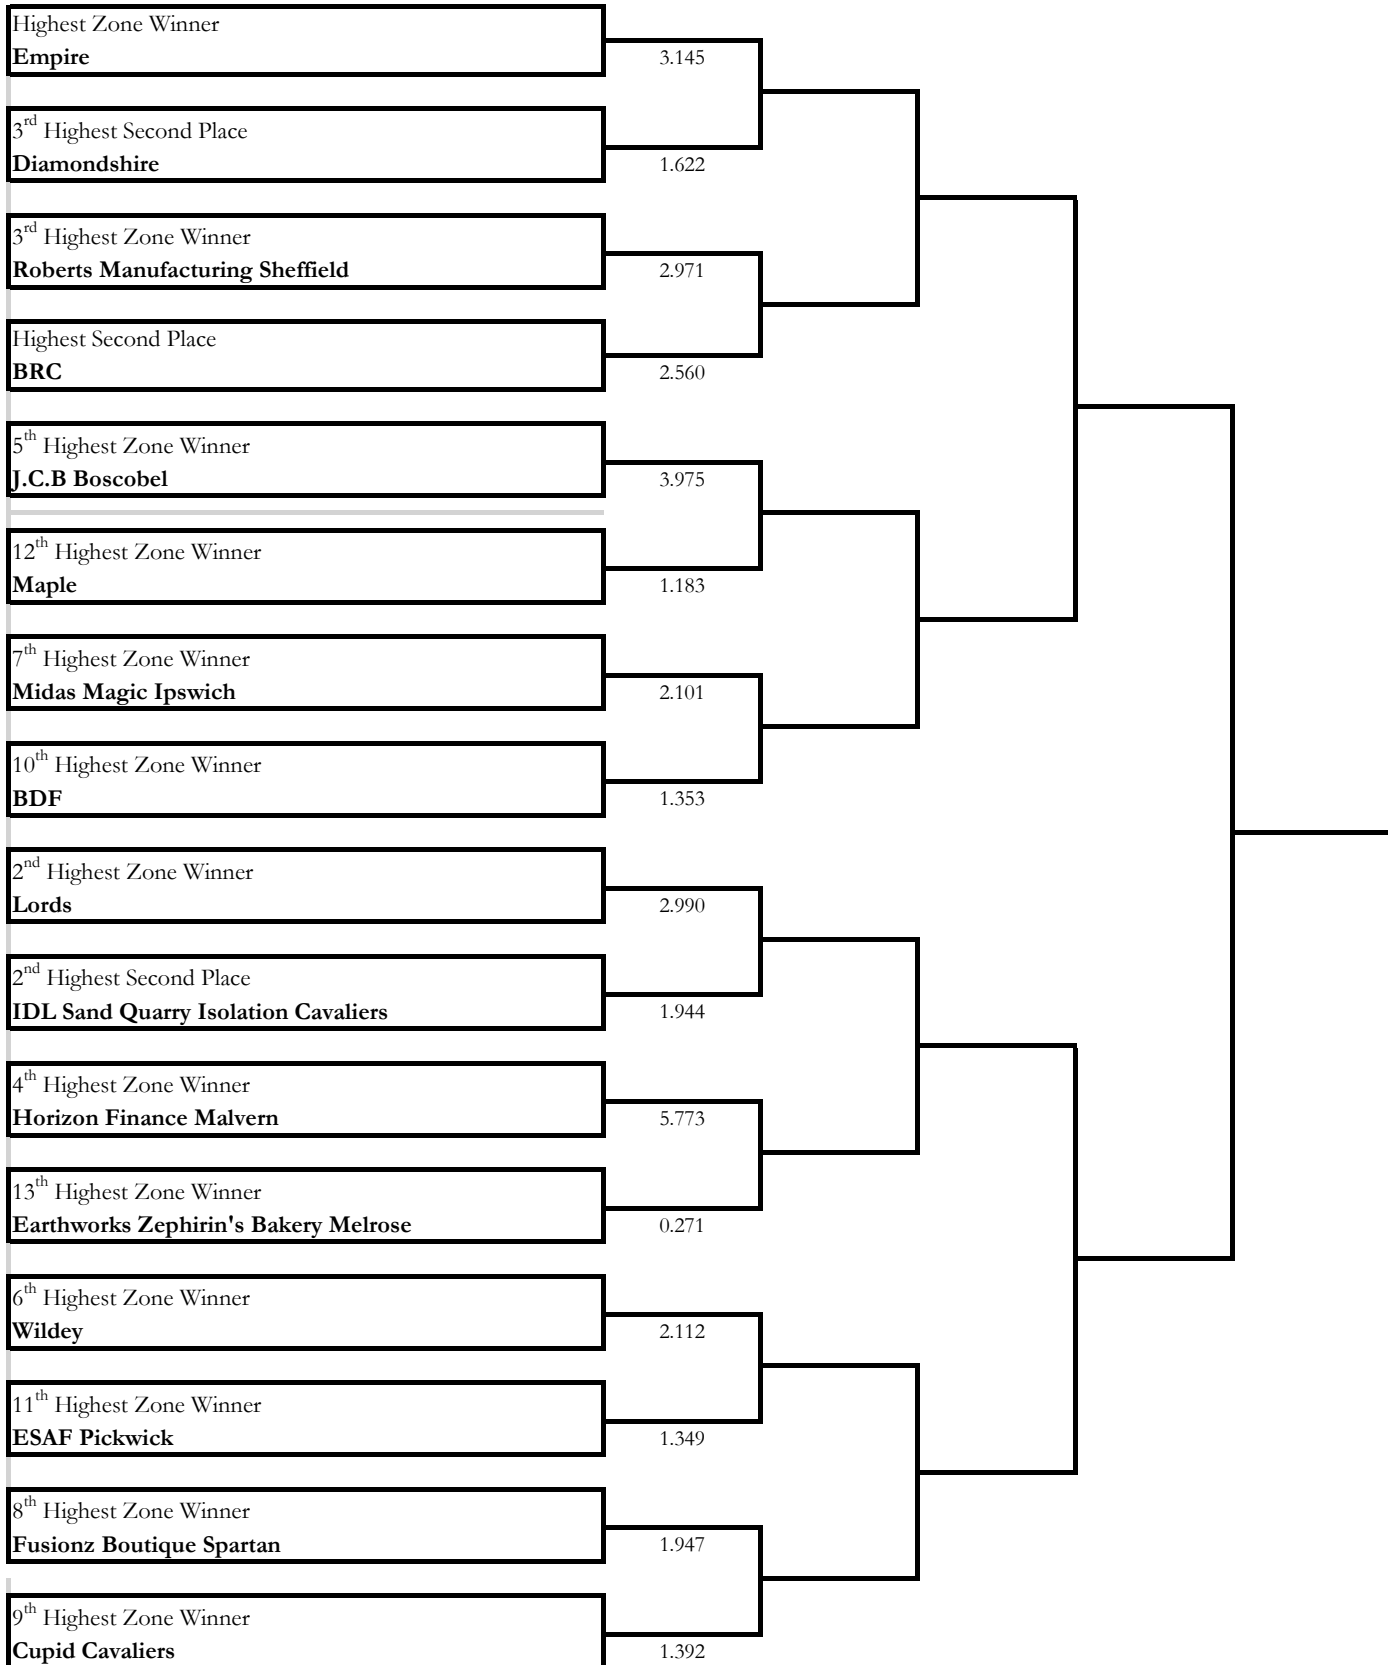 Highest Zone Winner
Empire
3.145
3rd Highest Second Place
Diamondshire
1.622
3rd Highest Zone Winner
Roberts Manufacturing Sheffield
2.971
Highest Second Place
BRC
2.560
5th Highest Zone Winner
J.C.B Boscobel
3.975
12th Highest Zone Winner
Maple
1.183
7th Highest Zone Winner
Midas Magic Ipswich
2.101
10th Highest Zone Winner
BDF
1.353
2nd Highest Zone Winner
Lords
2.990
2nd Highest Second Place
IDL Sand Quarry Isolation Cavaliers
1.944
4th Highest Zone Winner
Horizon Finance Malvern
5.773
13th Highest Zone Winner
Earthworks Zephirin's Bakery Melrose
0.271
6th Highest Zone Winner
Wildey
2.112
11th Highest Zone Winner
ESAF Pickwick
1.349
8th Highest Zone Winner
Fusionz Boutique Spartan
1.947
9th Highest Zone Winner
Cupid Cavaliers
1.392